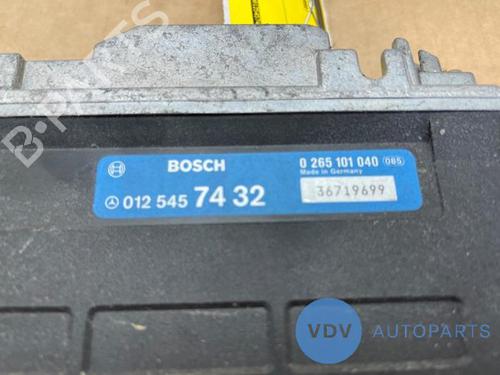 B-PARTS
BOSCH
0 265 101 040 085
Made in Germany
012 545 74 32
36719699
VDV AUTOPARTS